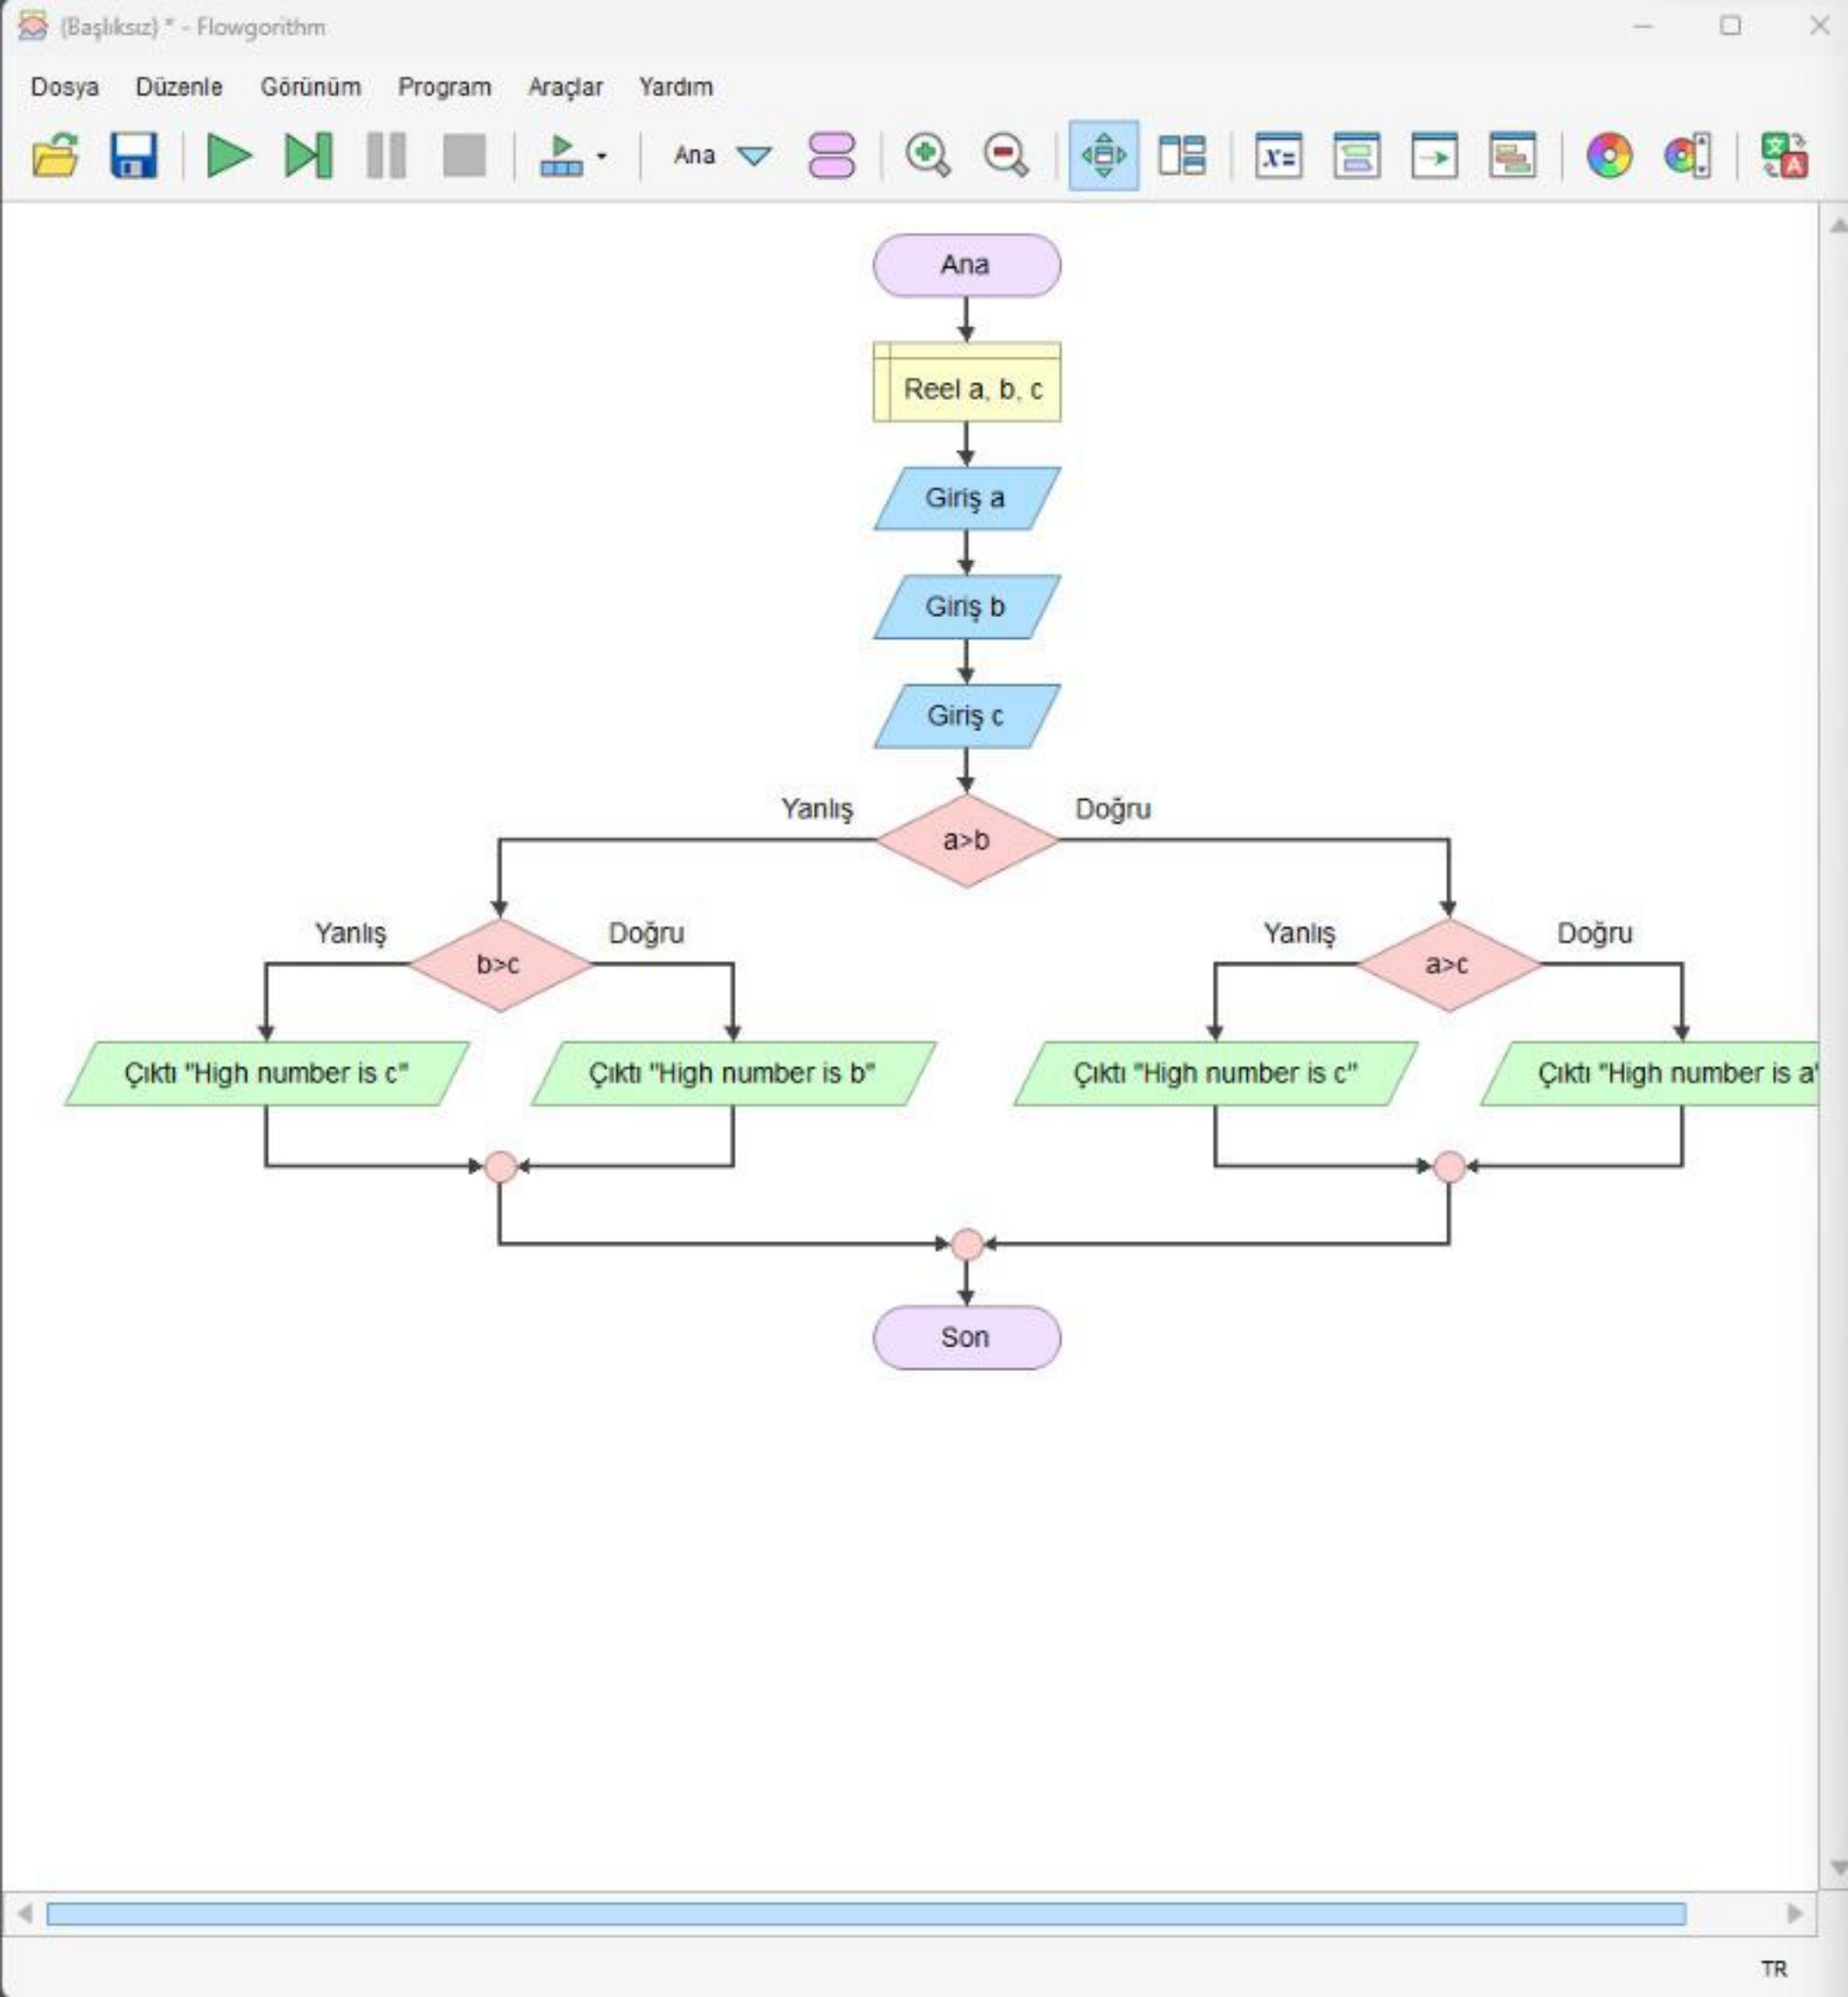 (Başlıksız) * - Flowgorithm
Dosya Düzenle Görünüm Program Araçlar Yardım
Ana
x=
文
A
Ana
Reel a, b, c
Giriş a
Giriş b
Giriş c
Yanlış Doğru
a>b
Yanlış Doğru Yanlış Doğru
b>c a>c
Çıktı "High number is c" Çıktı "High number is b" Çıktı "High number is c" Çıktı "High number is a"
Son
TR